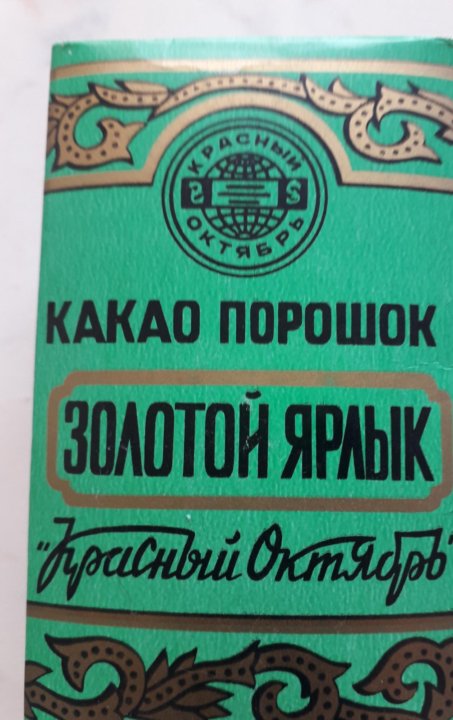 КРАСНЫЙ
ОКТЯБРЬ
КАКАО ПОРОШОК
ЗОЛОТОЙ ЯРЛЫК
"Красный Октябрь"